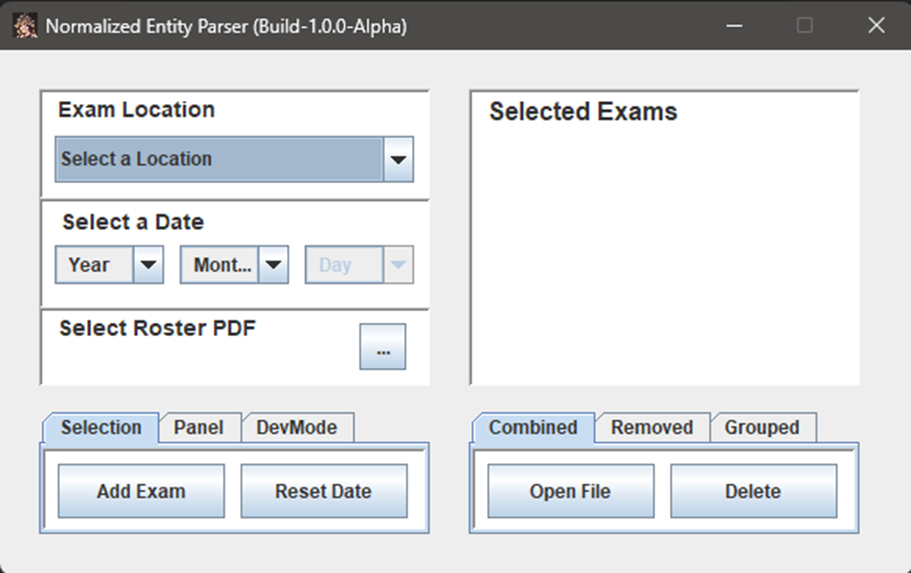 Normalized Entity Parser (Build-1.0.0-Alpha)
Exam Location
Select a Location
Select a Date
Year Mont... Day
Select Roster PDF
...
Selection Panel DevMode
Add Exam Reset Date
Selected Exams
Combined Removed Grouped
Open File Delete